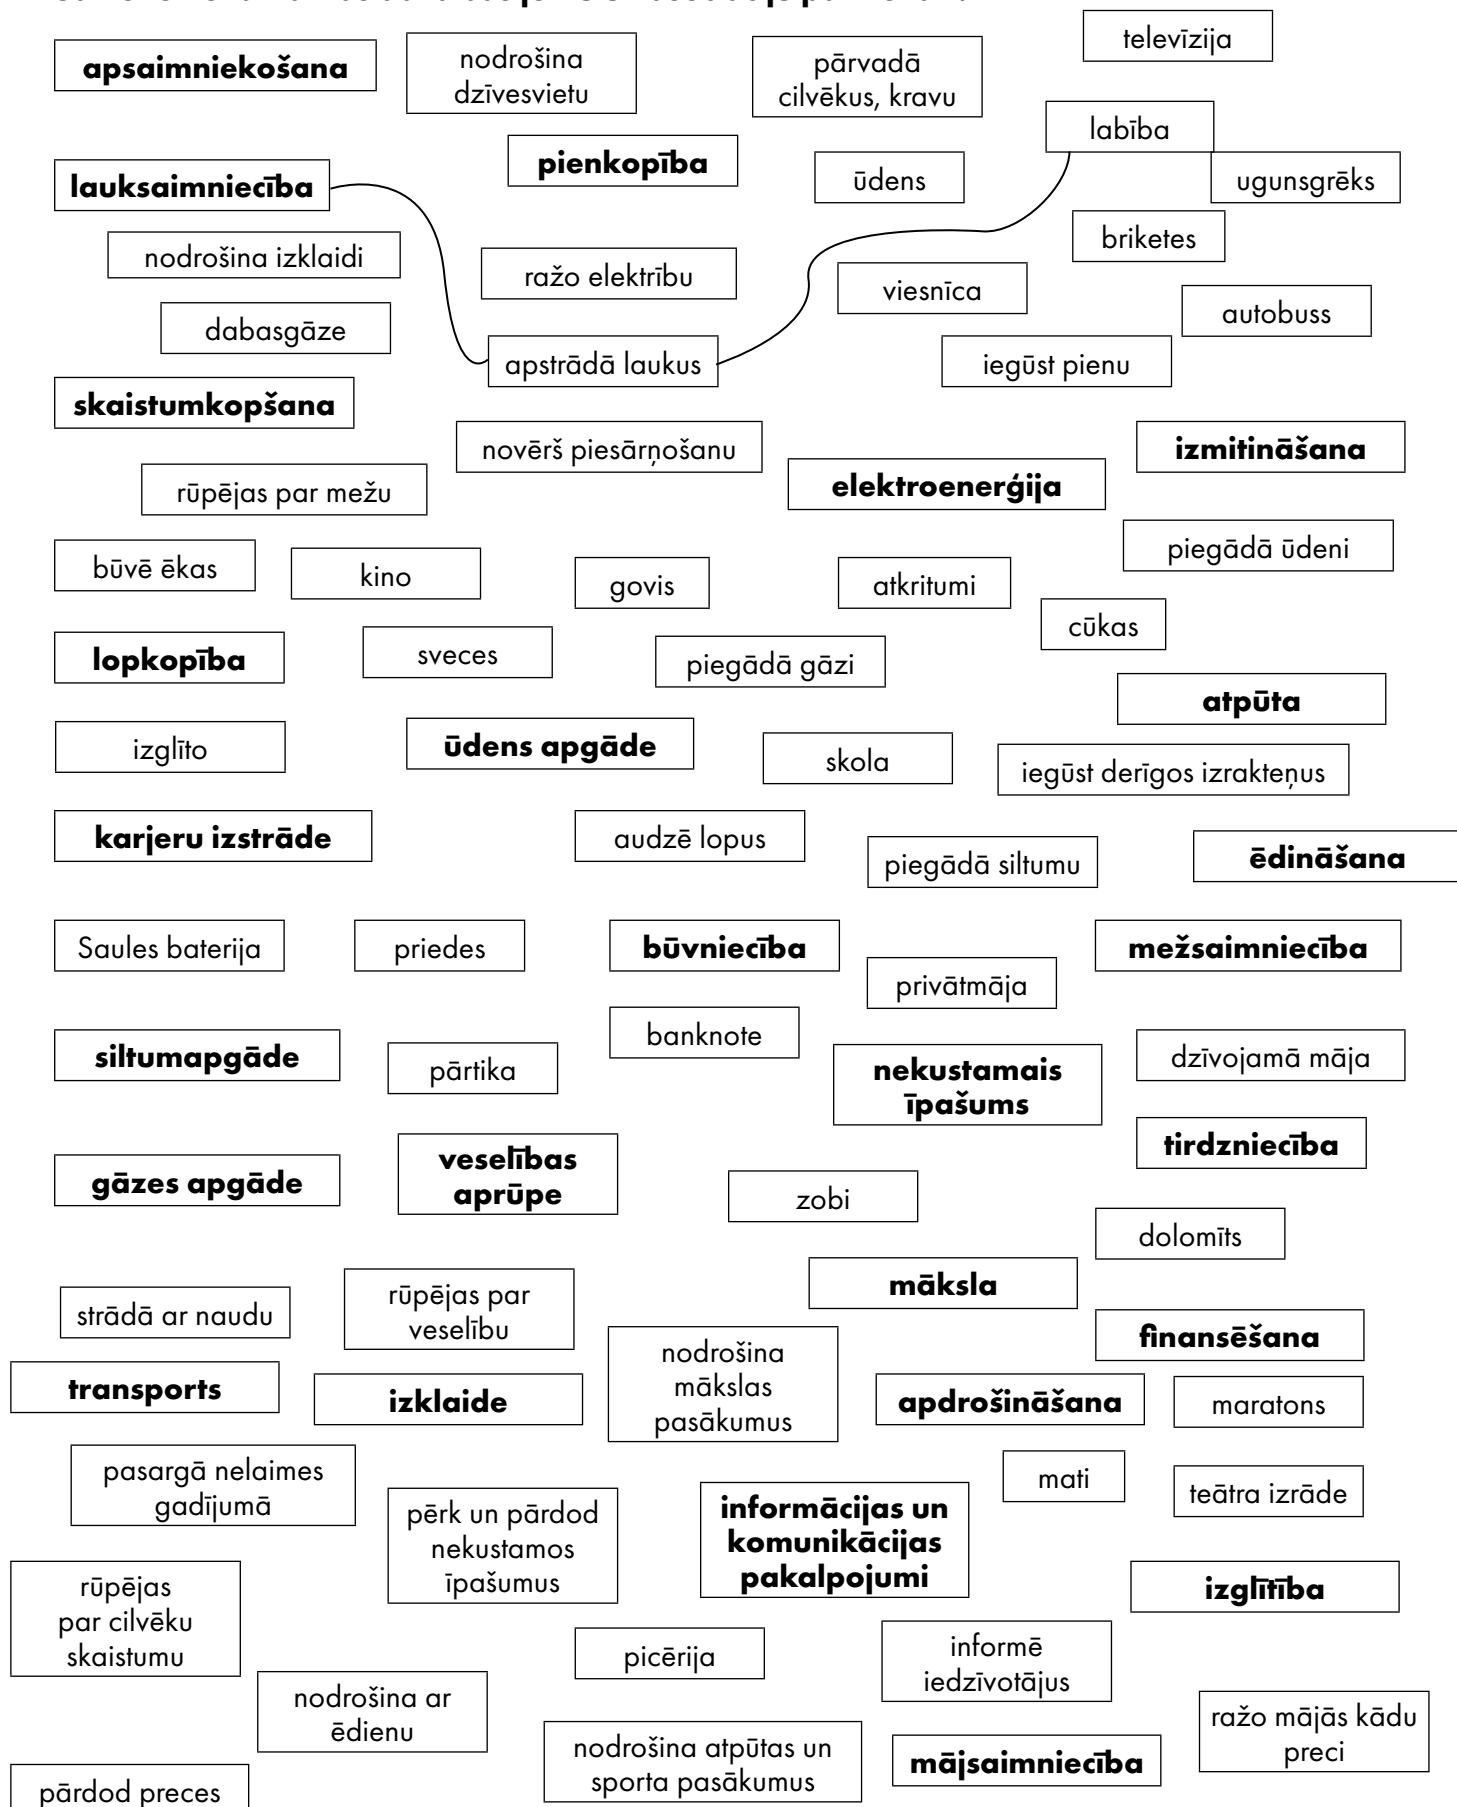 televīzija
apsaimniekošana
nodrošina
dzīvesvietu
pārvadā
cilvēkus, kravu
labība
pienkopība
lauksaimniecība
ūdens
ugunsgrēks
nodrošina izklaidi
briketes
ražo elektrību
viesnīca
dabasgāze
autobuss
apstrādā laukus
iegūst pienu
skaistumkopšana
novērš piesārņošanu
izmitināšana
rūpējas par mežu
elektroenerģija
piegādā ūdeni
būvē ēkas
kino
govis
atkritumi
cūkas
lopkopība
sveces
piegādā gāzi
atpūta
izglīto
ūdens apgāde
skola
iegūst derīgos izrakteņus
karjeru izstrāde
audzē lopus
piegādā siltumu
ēdināšana
Saules baterija
priedes
būvniecība
mežsaimniecība
privātmāja
banknote
siltumapgāde
pārtika
nekustamais
īpašums
dzīvojamā māja
tirdzniecība
gāzes apgāde
veselības
aprūpe
zobi
dolomīts
māksla
strādā ar naudu
rūpējas par
veselību
finansēšana
nodrošina
mākslas
pasākumus
transports
izklaide
apdrošināšana
maratons
pasargā nelaimes
gadījumā
mati
teātra izrāde
pērk un pārdod
nekustamos
īpašumus
informācijas un
komunikācijas
pakalpojumi
rūpējas
par cilvēku
skaistumu
izglītība
picērija
informē
iedzīvotājus
nodrošina ar
ēdienu
ražo mājās kādu
preci
nodrošina atpūtas un
sporta pasākumus
mājsaimniecība
pārdod preces